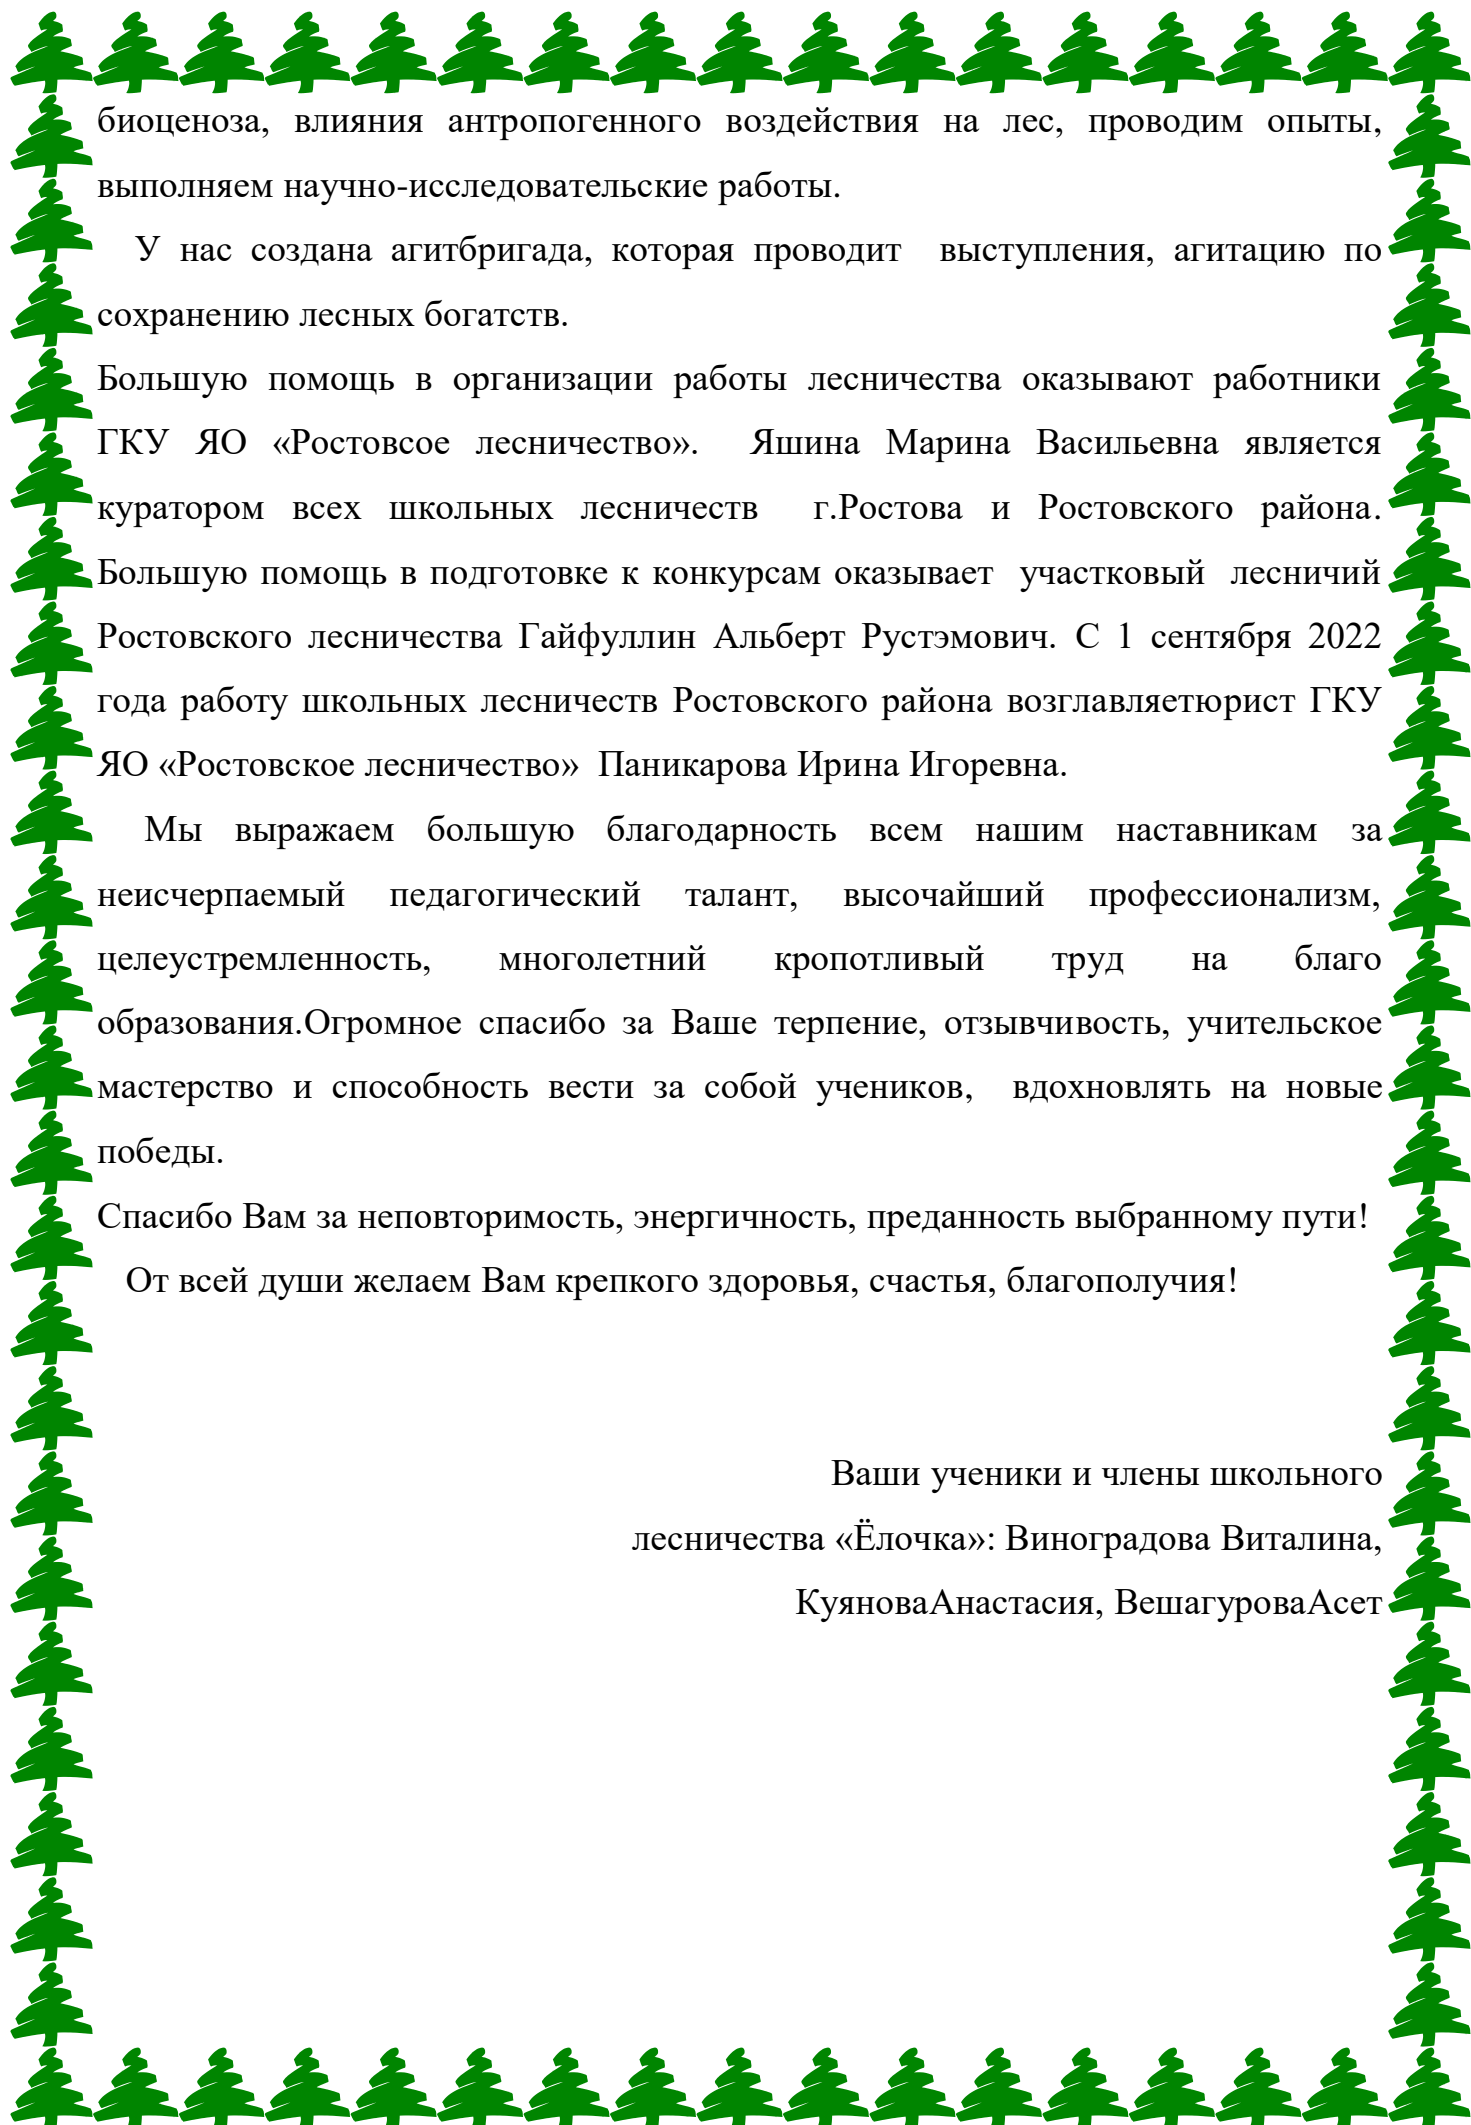 биоценоза, влияния антропогенного воздействия на лес, проводим опыты,
выполняем научно-исследовательские работы.
У нас создана агитбригада, которая проводит выступления, агитацию по
сохранению лесных богатств.
Большую помощь в организации работы лесничества оказывают работники
ГКУ ЯО «Ростовсое лесничество». Яшина Марина Васильевна является
куратором всех школьных лесничеств г.Ростова и Ростовского района.
Большую помощь в подготовке к конкурсам оказывает участковый лесничий
Ростовского лесничества Гайфуллин Альберт Рустэмович. С 1 сентября 2022
года работу школьных лесничеств Ростовского района возглавляетюрист ГКУ
ЯО «Ростовское лесничество» Паникарова Ирина Игоревна.
Мы выражаем большую благодарность всем нашим наставникам за
неисчерпаемый педагогический талант, высочайший профессионализм,
целеустремленность, многолетний кропотливый труд на благо
образования.Огромное спасибо за Ваше терпение, отзывчивость, учительское
мастерство и способность вести за собой учеников, вдохновлять на новые
победы.
Спасибо Вам за неповторимость, энергичность, преданность выбранному пути!
От всей души желаем Вам крепкого здоровья, счастья, благополучия!
Ваши ученики и члены школьного
лесничества «Ёлочка»: Виноградова Виталина,
КуяноваАнастасия, ВешагуроваАсет